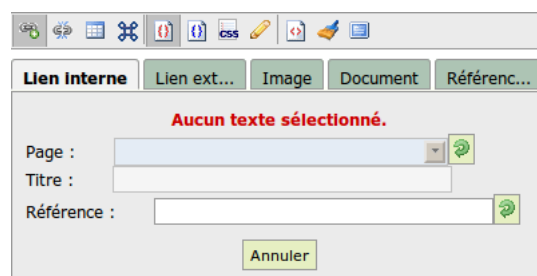 css
Lien interne Lien ext... Image Document Référenc...
Aucun texte sélectionné.
Page :
Titre :
Référence :
Annuler